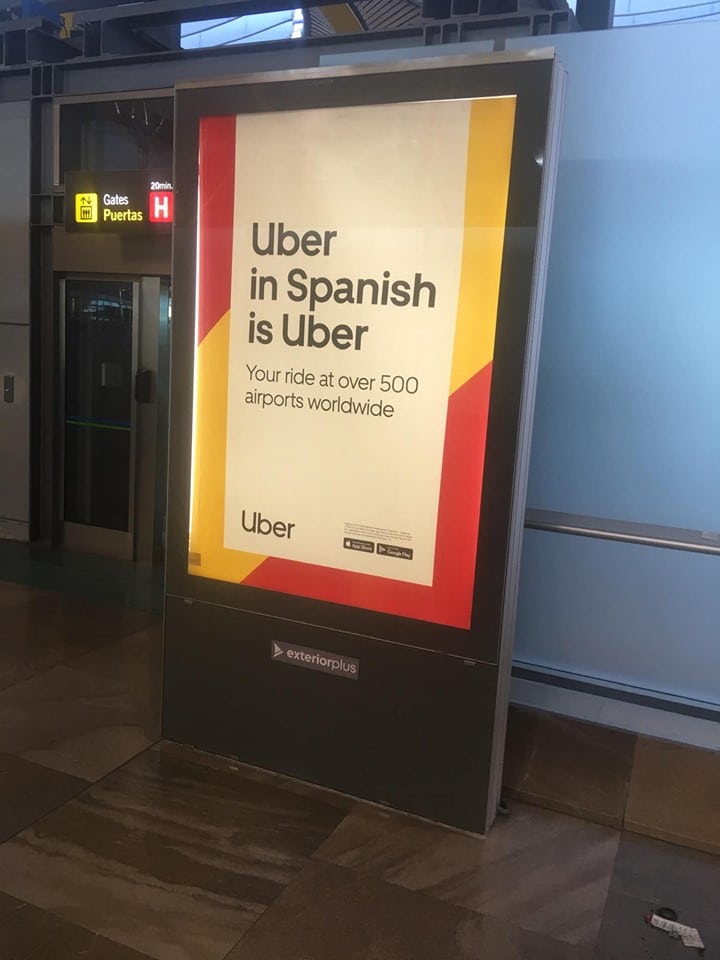 20min.
Gates
Puertas
H
Uber
in Spanish
is Uber
Your ride at over 500
airports worldwide
Uber
App Store
Google Play
exteriorplus